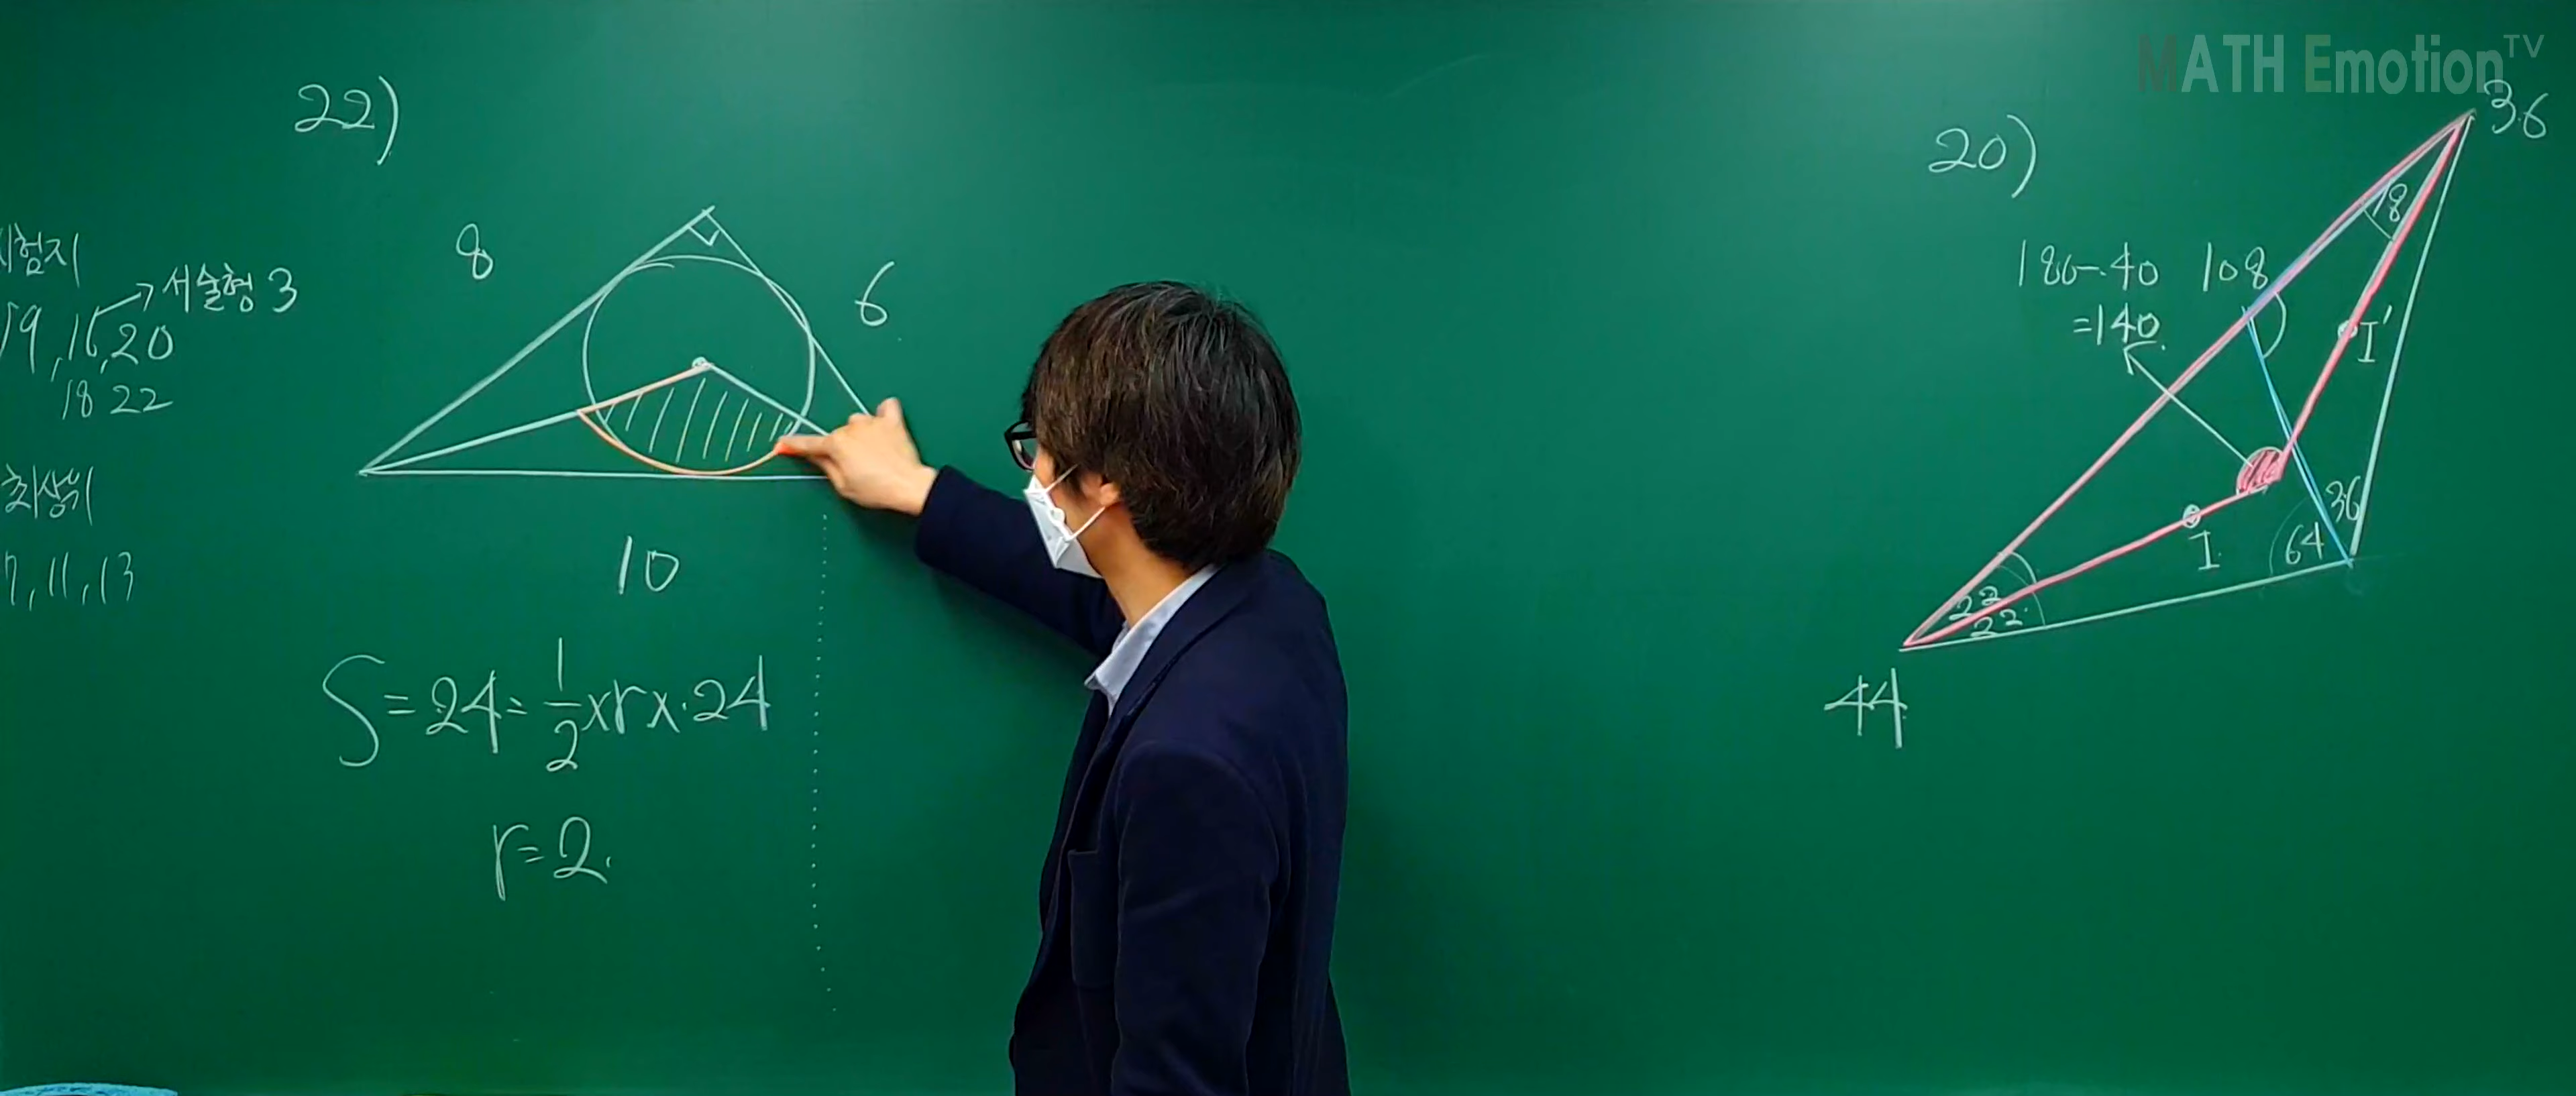 MATH Emotion TV
22)
8
6
10
S=24=1/2×r×24
r=2.
시험지
19, 16, 20
→ 서술형 3
18 22
최상위
7, 11, 13
20)
36
18
180-40
=140.
108
I'
36
64
I
22
22
44